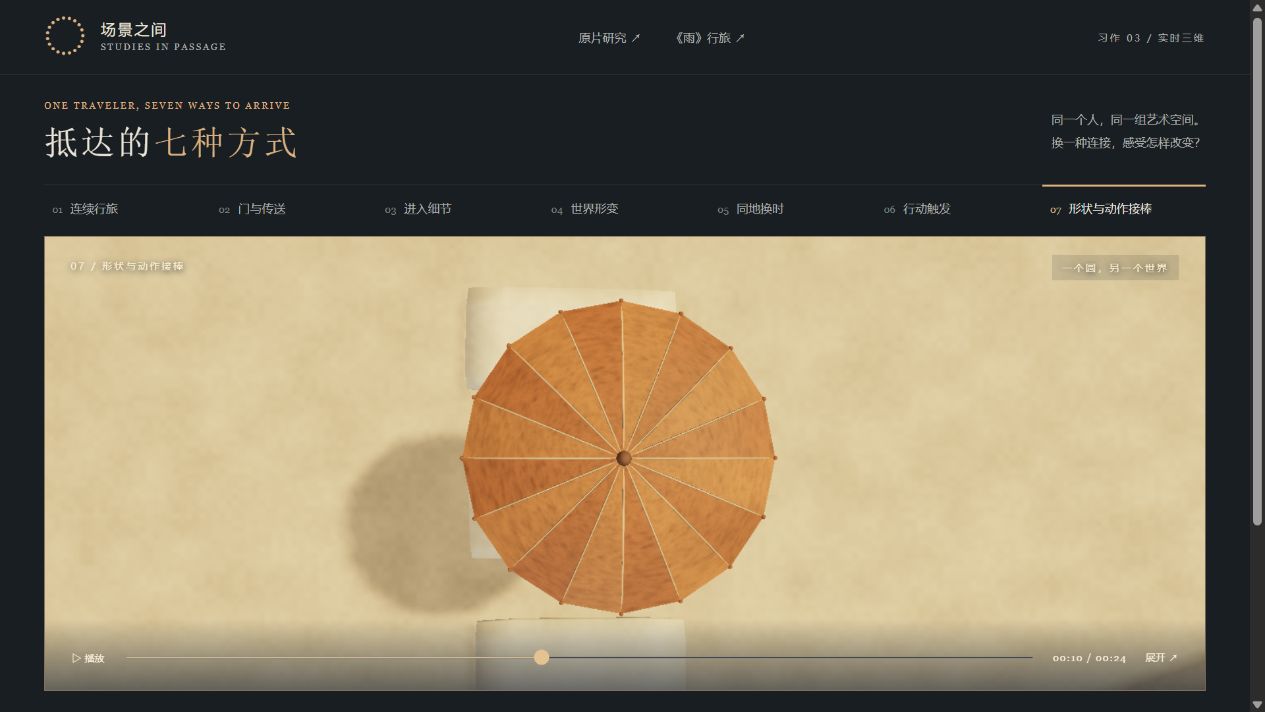 场景之间
STUDIES IN PASSAGE
原片研究 ↗
《雨》行旅 ↗
习作 03 / 实时三维
ONE TRAVELER, SEVEN WAYS TO ARRIVE
抵达的七种方式
同一个人，同一组艺术空间。
换一种连接，感受怎样改变？
01 连续行旅
02 门与传送
03 进入细节
04 世界形变
05 同地换时
06 行动触发
07 形状与动作接棒
07 / 形状与动作接棒
一个圆，另一个世界
▷ 播放
00:10 / 00:24
展开 ↗